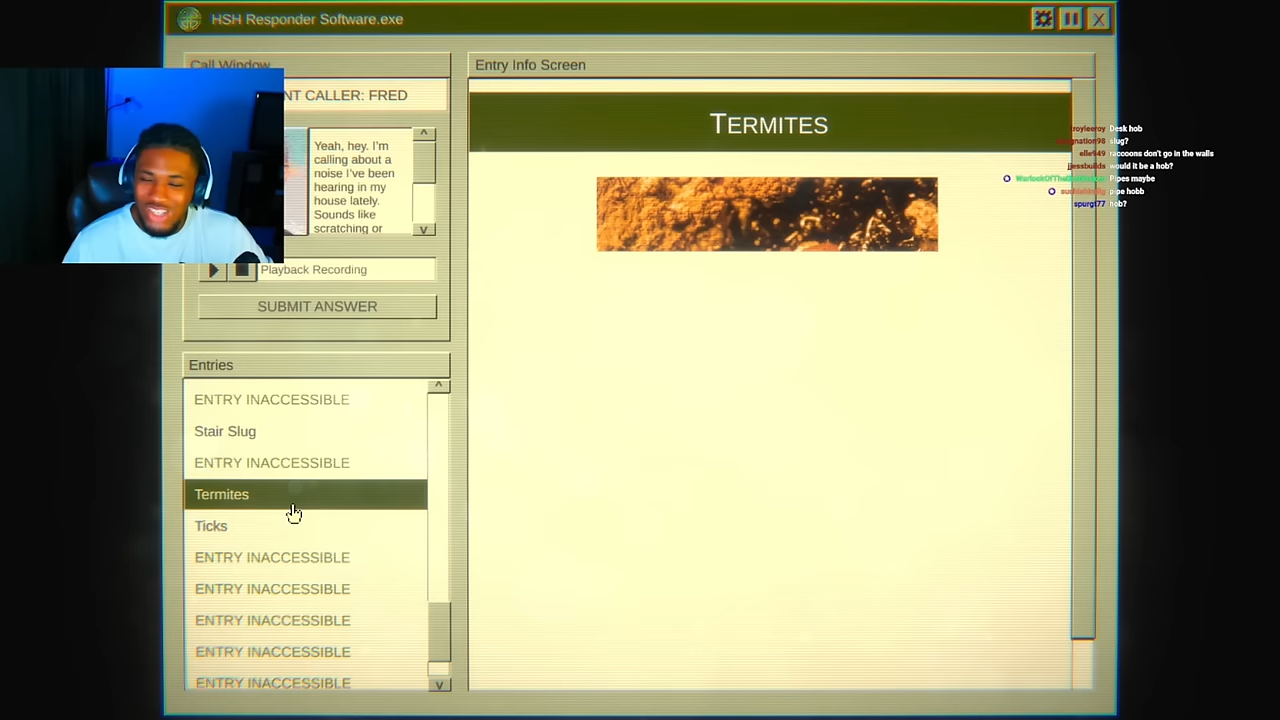 HSH Responder Software.exe
X
Call Window
NT CALLER: FRED
Yeah, hey. I'm
calling about a
noise I've been
hearing in my
house lately.
Sounds like
scratching or
Playback Recording
SUBMIT ANSWER
Entries
ENTRY INACCESSIBLE
Stair Slug
ENTRY INACCESSIBLE
Termites
Ticks
ENTRY INACCESSIBLE
ENTRY INACCESSIBLE
ENTRY INACCESSIBLE
ENTRY INACCESSIBLE
ENTRY INACCESSIBLE
Entry Info Screen
TERMITES
Desk hob
slug?
elle949 raccoons don't go in the walls
jjessbuilds would it be a hob?
Pipes maybe
pipe hobb
spurgt77 hob?